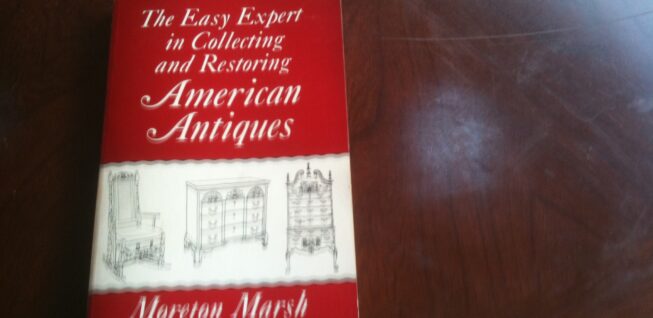 The Easy Expert
in Collecting
and Restoring
American
Antiques
Moreton Marsh